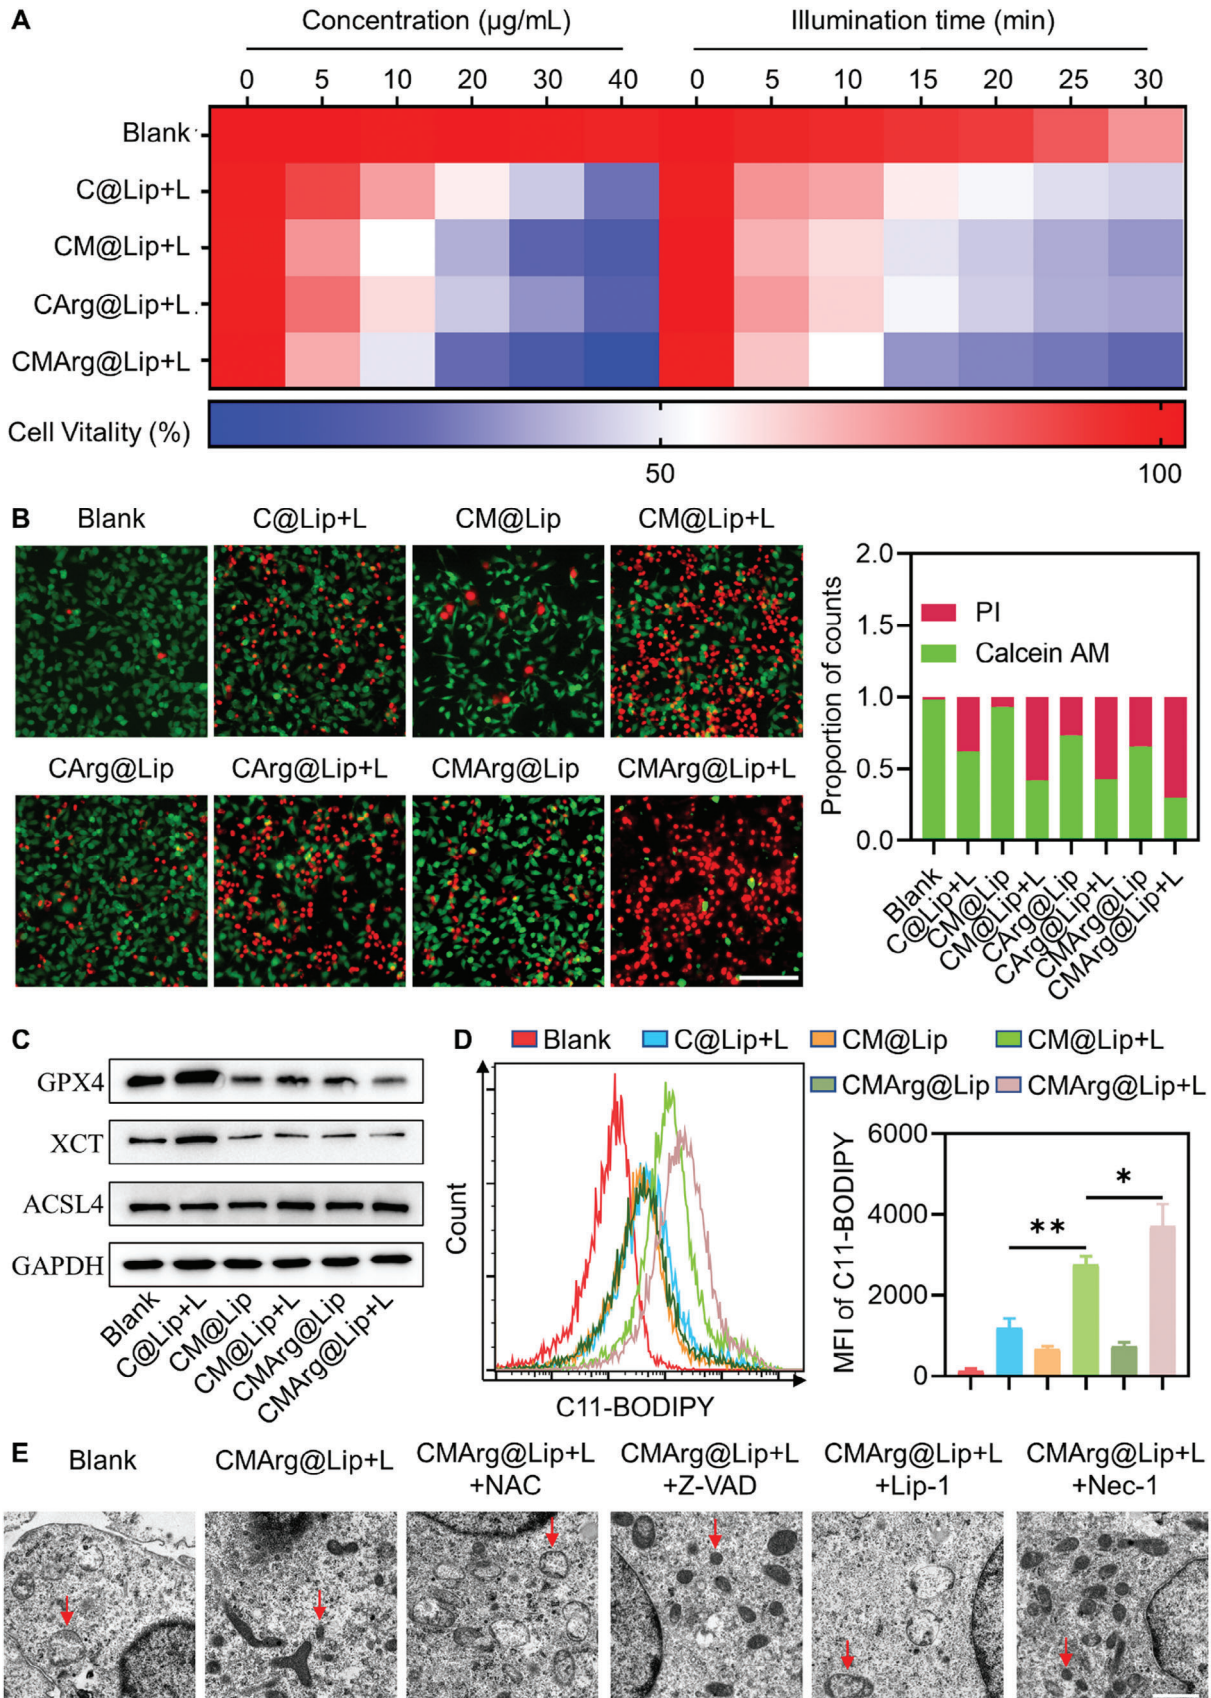 A
Concentration (µg/mL)
Illumination time (min)
0 5 10 20 30 40 0 5 10 15 20 25 30
Blank
C@Lip+L
CM@Lip+L
CArg@Lip+L
CMArg@Lip+L
Cell Vitality (%)
50 100
B
Blank C@Lip+L CM@Lip CM@Lip+L
CArg@Lip CArg@Lip+L CMArg@Lip CMArg@Lip+L
Proportion of counts
2.0
1.5
1.0
0.5
0.0
PI
Calcein AM
Blank
C@Lip+L
CM@Lip
CM@Lip+L
CArg@Lip
CArg@Lip+L
CMArg@Lip
CMArg@Lip+L
C
GPX4
XCT
ACSL4
GAPDH
Blank
C@Lip+L
CM@Lip
CM@Lip+L
CMArg@Lip
CMArg@Lip+L
D
Blank C@Lip+L CM@Lip CM@Lip+L
CMArg@Lip CMArg@Lip+L
Count
C11-BODIPY
MFI of C11-BODIPY
6000
4000
2000
0
**
*
E
Blank
CMArg@Lip+L
CMArg@Lip+L
+NAC
CMArg@Lip+L
+Z-VAD
CMArg@Lip+L
+Lip-1
CMArg@Lip+L
+Nec-1